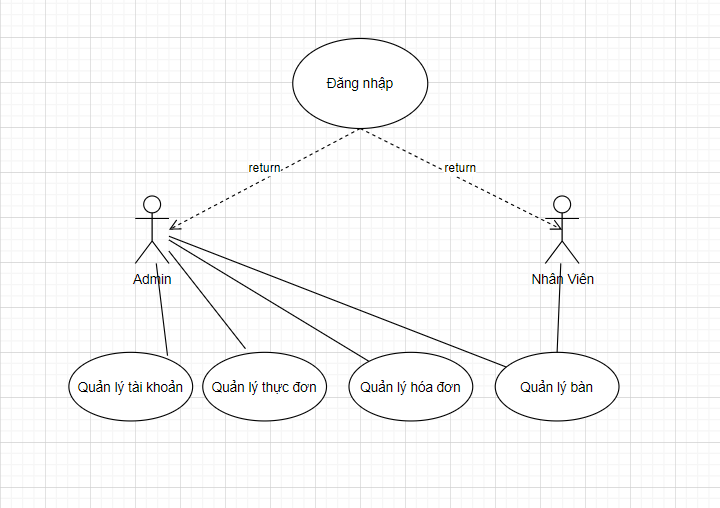 Đăng nhập
return
return
Admin
Nhân Viên
Quản lý tài khoản
Quản lý thực đơn
Quản lý hóa đơn
Quản lý bàn